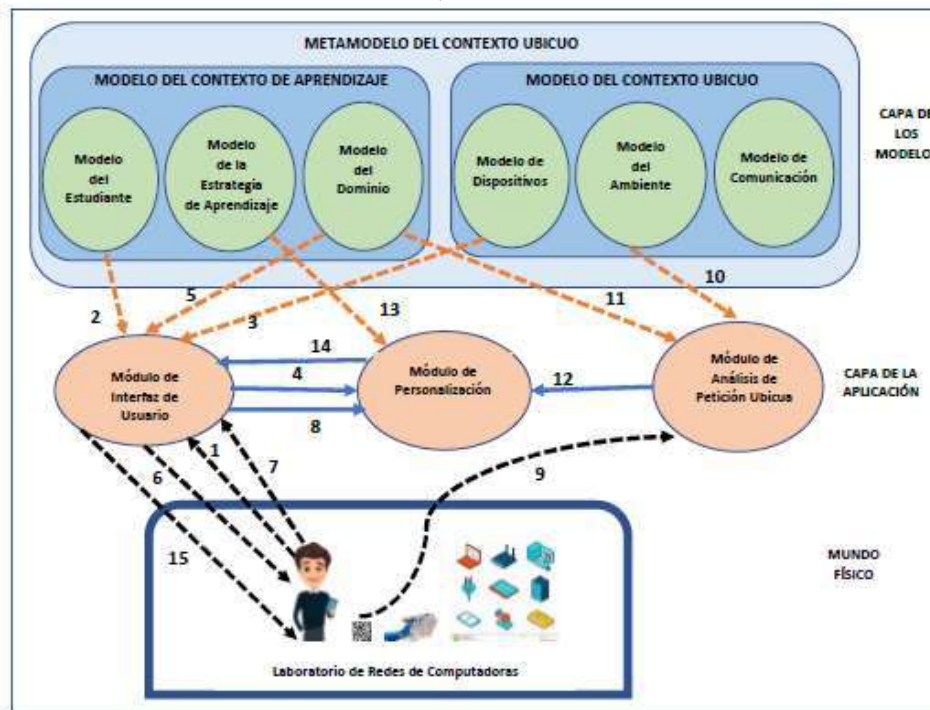 METAMODELO DEL CONTEXTO UBICUO
MODELO DEL CONTEXTO DE APRENDIZAJE
MODELO DEL CONTEXTO UBICUO
Modelo
del
Estudiante
Modelo
de la
Estrategia
de Aprendizaje
Modelo
del
Dominio
Modelo de
Dispositivos
Modelo
del
Ambiente
Modelo de
Comunicación
CAPA DE
LOS
MODELO
2
5
3
13
11
10
Módulo de
Interfaz de
Usuario
14
4
8
Módulo de
Personalización
12
Módulo de
Análisis de
Petición Ubicua
CAPA DE LA
APLICACIÓN
6
1
7
9
15
MUNDO
FÍSICO
Laboratorio de Redes de Computadoras